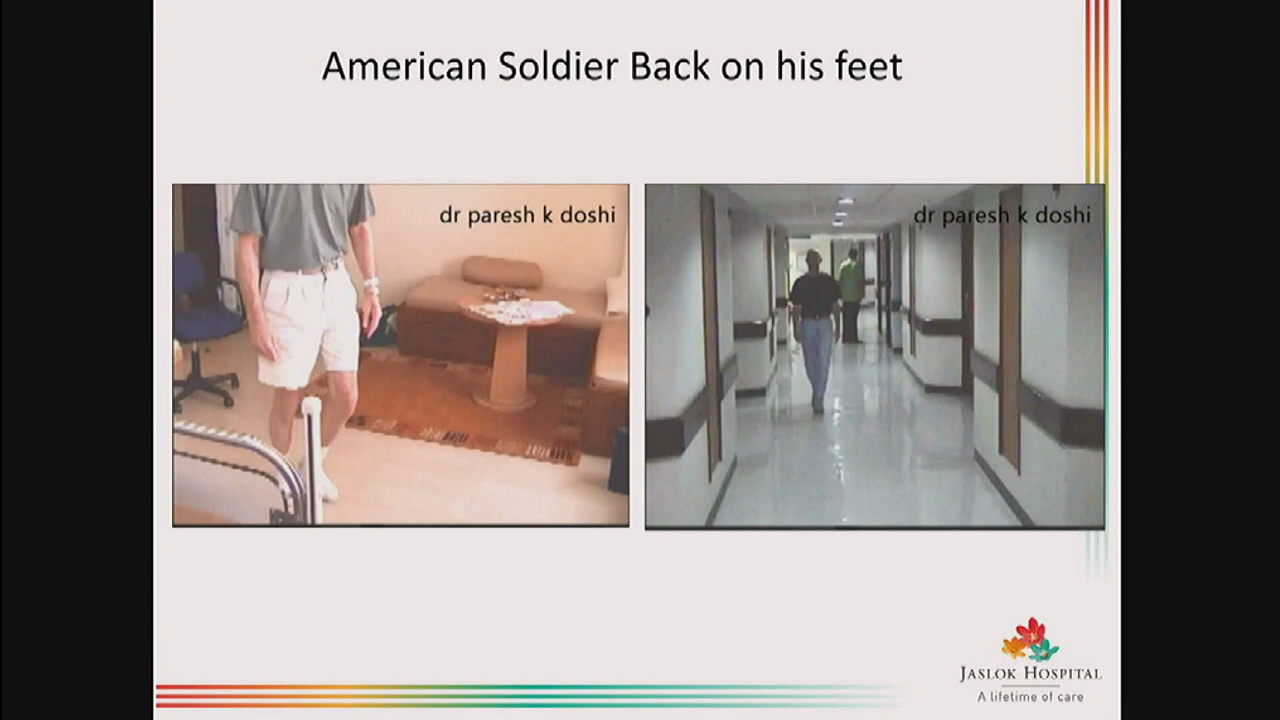 American Soldier Back on his feet
dr paresh k doshi
dr paresh k doshi
JASLOK HOSPITAL
A lifetime of care